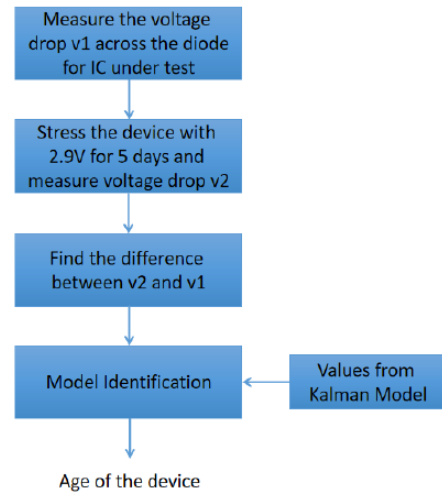 Measure the voltage
drop v1 across the diode
for IC under test
Stress the device with
2.9V for 5 days and
measure voltage drop v2
Find the difference
between v2 and v1
Model Identification
Values from
Kalman Model
Age of the device